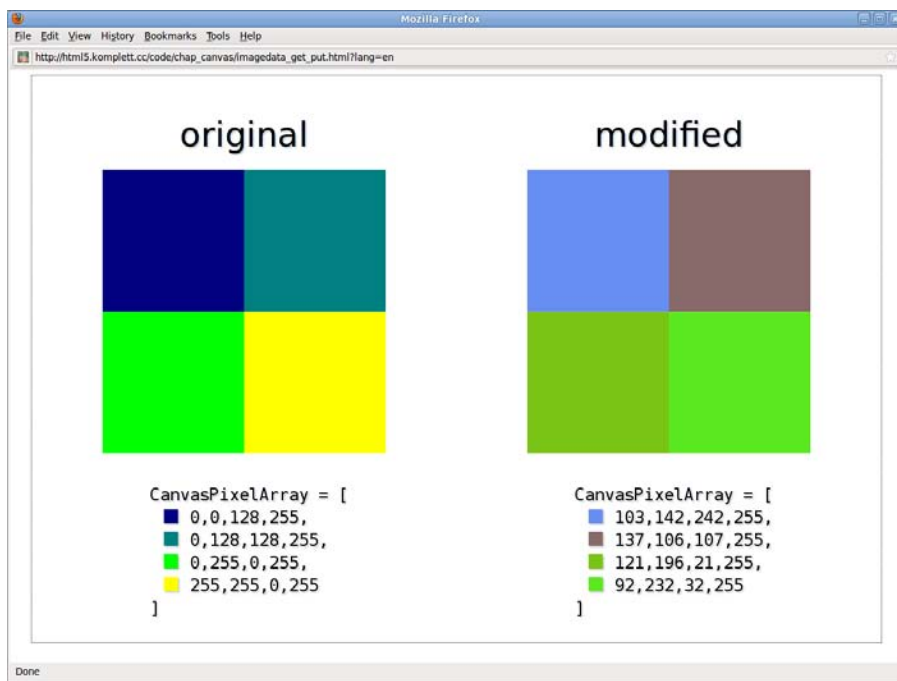 Mozilla Firefox
File Edit View History Bookmarks Tools Help
http://html5.komplett.cc/code/chap_canvas/imagedata_get_put.html?lang=en
original
modified
CanvasPixelArray = [
0,0,128,255,
0,128,128,255,
0,255,0,255,
255,255,0,255
]
CanvasPixelArray = [
103,142,242,255,
137,106,107,255,
121,196,21,255,
92,232,32,255
]
Done